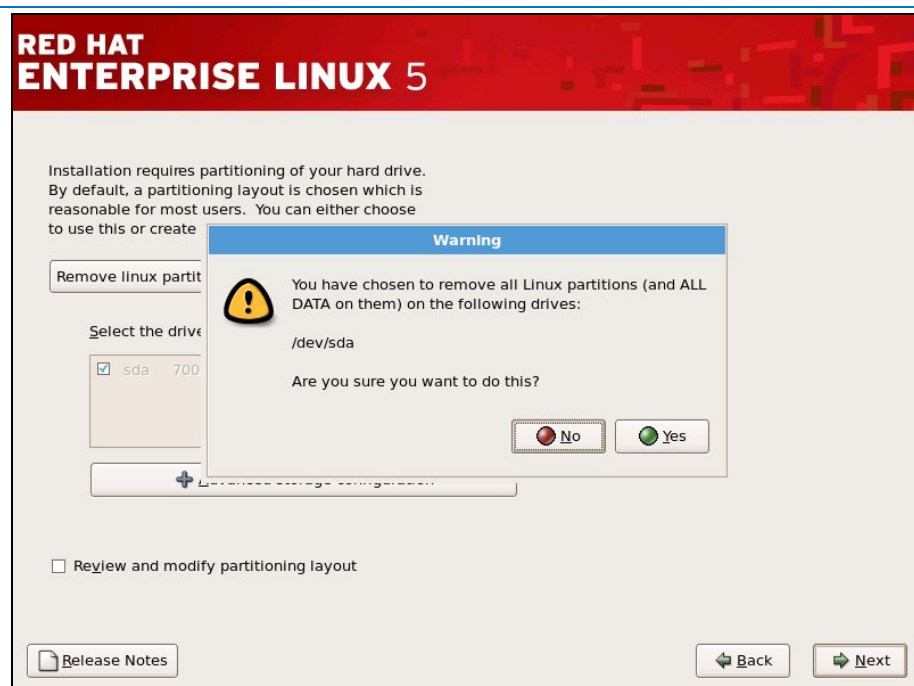 RED HAT
ENTERPRISE LINUX 5
Installation requires partitioning of your hard drive.
By default, a partitioning layout is chosen which is
reasonable for most users. You can either choose
to use this or create
Warning
Remove linux partit
You have chosen to remove all Linux partitions (and ALL
DATA on them) on the following drives:
Select the drive
/dev/sda
sda 700
Are you sure you want to do this?
No
Yes
Review and modify partitioning layout
Release Notes
Back
Next